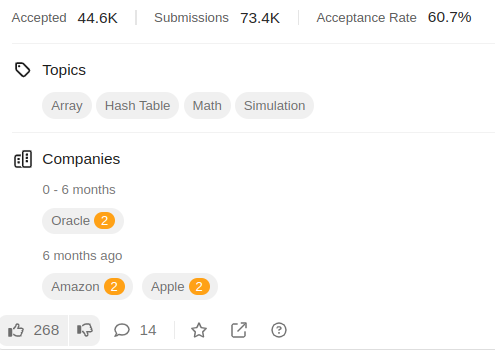 Accepted 44.6K Submissions 73.4K Acceptance Rate 60.7%
Topics
Array Hash Table Math Simulation
Companies
0 - 6 months
Oracle 2
6 months ago
Amazon 2 Apple 2
268 14